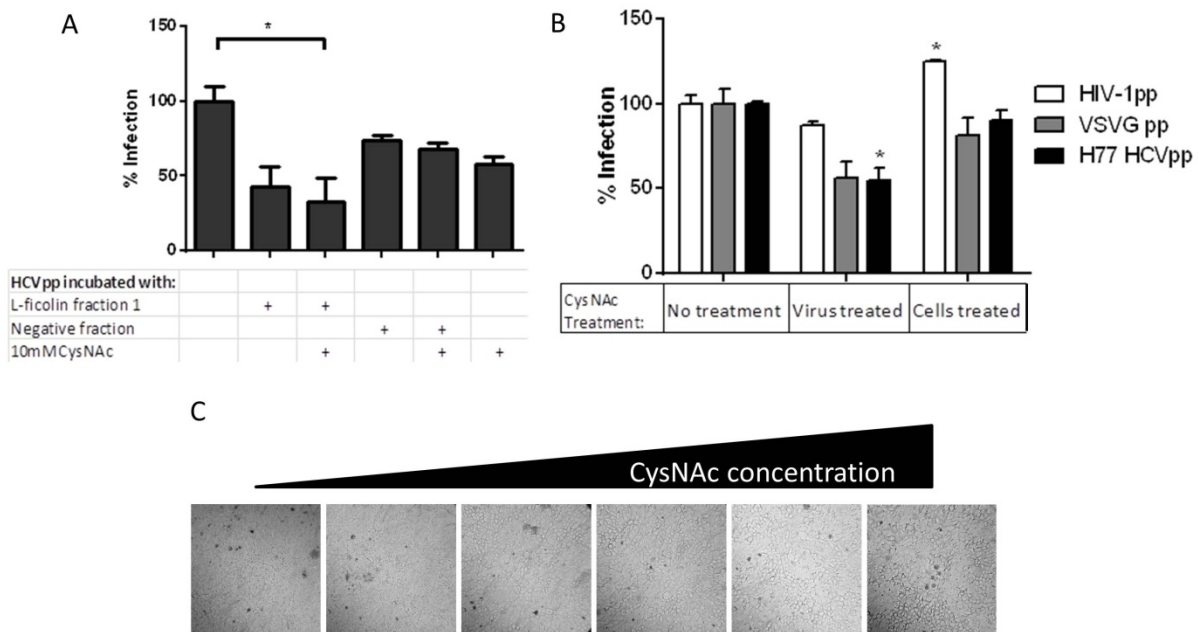 A
*
150
100
50
0
% Infection
HCVpp incubated with:
L-ficolin fraction 1 + +
Negative fraction + +
10mMCysNAc + + +
B
150
100
50
0
% Infection
*
*
HIV-1pp
VSVG pp
H77 HCVpp
CysNAc
Treatment:
No treatment
Virus treated
Cells treated
C
CysNAc concentration